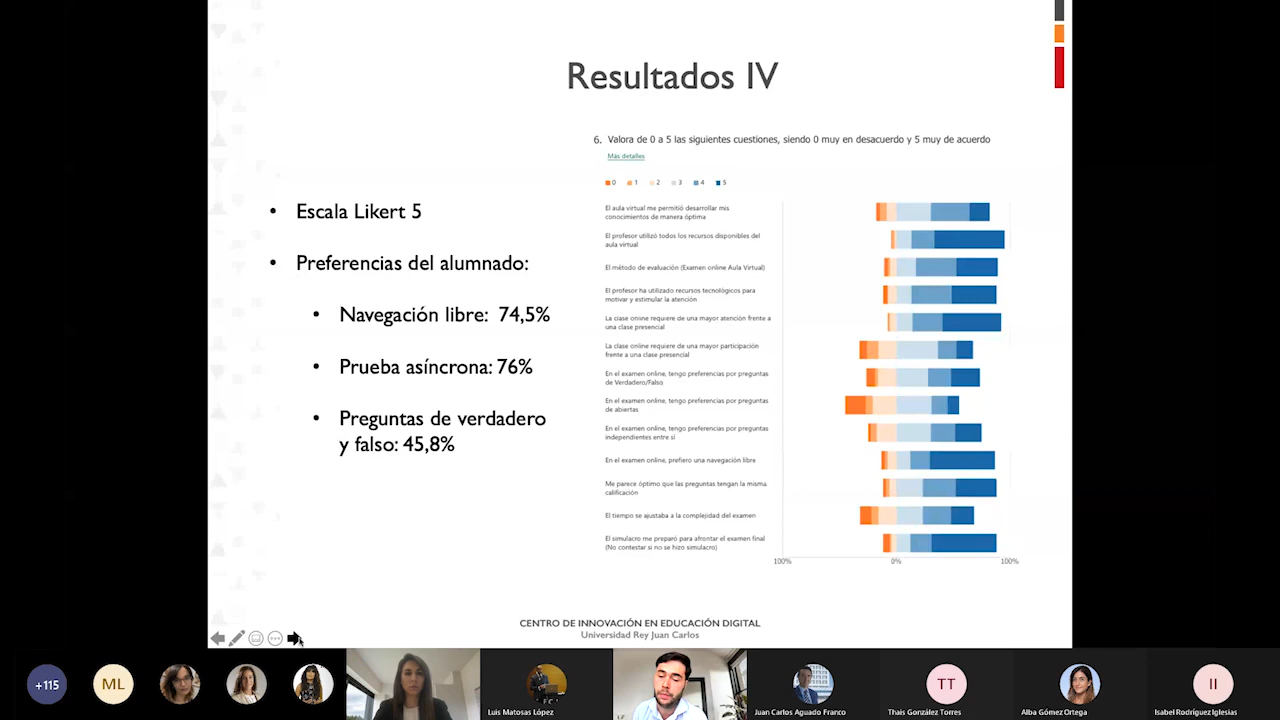 Resultados IV
6. Valora de 0 a 5 las siguientes cuestiones, siendo 0 muy en desacuerdo y 5 muy de acuerdo
Más detalles
0 1 2 3 4 5
• Escala Likert 5
• Preferencias del alumnado:
• Navegación libre: 74,5%
• Prueba asíncrona: 76%
• Preguntas de verdadero
y falso: 45,8%
El aula virtual me permitió desarrollar mis
conocimientos de manera óptima
El profesor utilizó todos los recursos disponibles del
aula virtual
El método de evaluación (Examen online Aula Virtual)
El profesor ha utilizado recursos tecnológicos para
motivar y estimular la atención
La clase online requiere de una mayor atención frente a
una clase presencial
La clase online requiere de una mayor participación
frente a una clase presencial
En el examen online, tengo preferencias por preguntas
de Verdadero/Falso
En el examen online, tengo preferencias por preguntas
de abiertas
En el examen online, tengo preferencias por preguntas
independientes entre sí
En el examen online, prefiero una navegación libre
Me parece óptimo que las preguntas tengan la misma
calificación
El tiempo se ajustaba a la complejidad del examen
El simulacro me preparó para afrontar el examen final
(No contestar si no se hizo simulacro)
100% 0% 100%
CENTRO DE INNOVACIÓN EN EDUCACIÓN DIGITAL
Universidad Rey Juan Carlos
+115
ML
TT
II
Luis Matosas López
Juan Carlos Aguado Franco
Thais González Torres
Alba Gómez Ortega
Isabel Rodríguez Iglesias